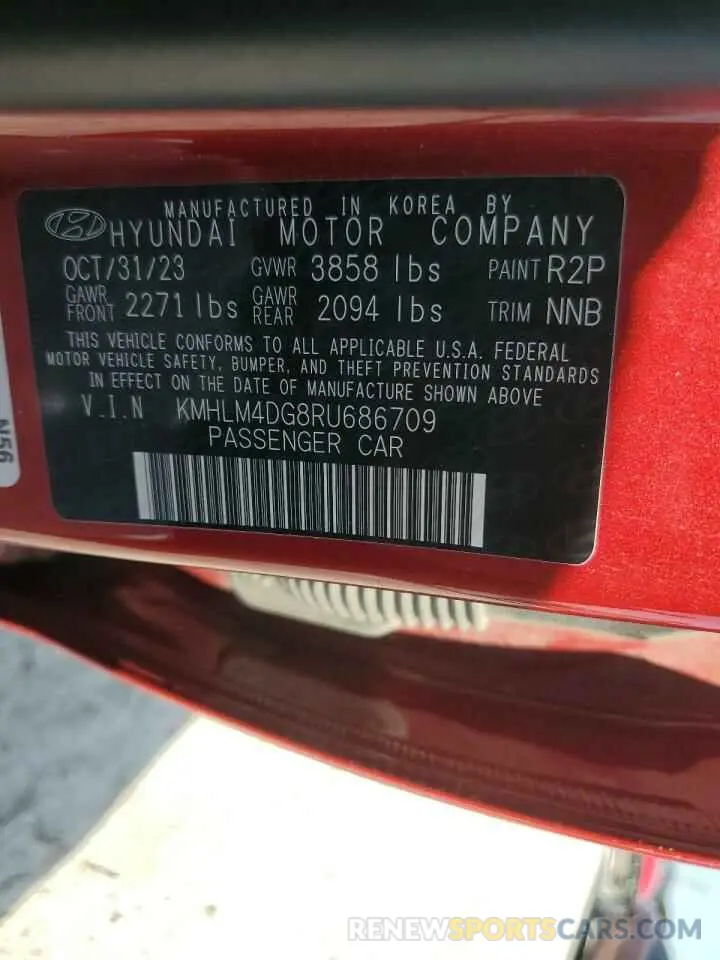 MANUFACTURED IN KOREA BY
HYUNDAI MOTOR COMPANY
OCT/31/23 GVWR 3858 lbs PAINT R2P
GAWR FRONT 2271 lbs GAWR REAR 2094 lbs TRIM NNB
THIS VEHICLE CONFORMS TO ALL APPLICABLE U.S.A. FEDERAL
MOTOR VEHICLE SAFETY, BUMPER, AND THEFT PREVENTION STANDARDS
IN EFFECT ON THE DATE OF MANUFACTURE SHOWN ABOVE
V.I.N KMHLM4DG8RU686709
PASSENGER CAR
N56
RENEWSPORTSCARS.COM